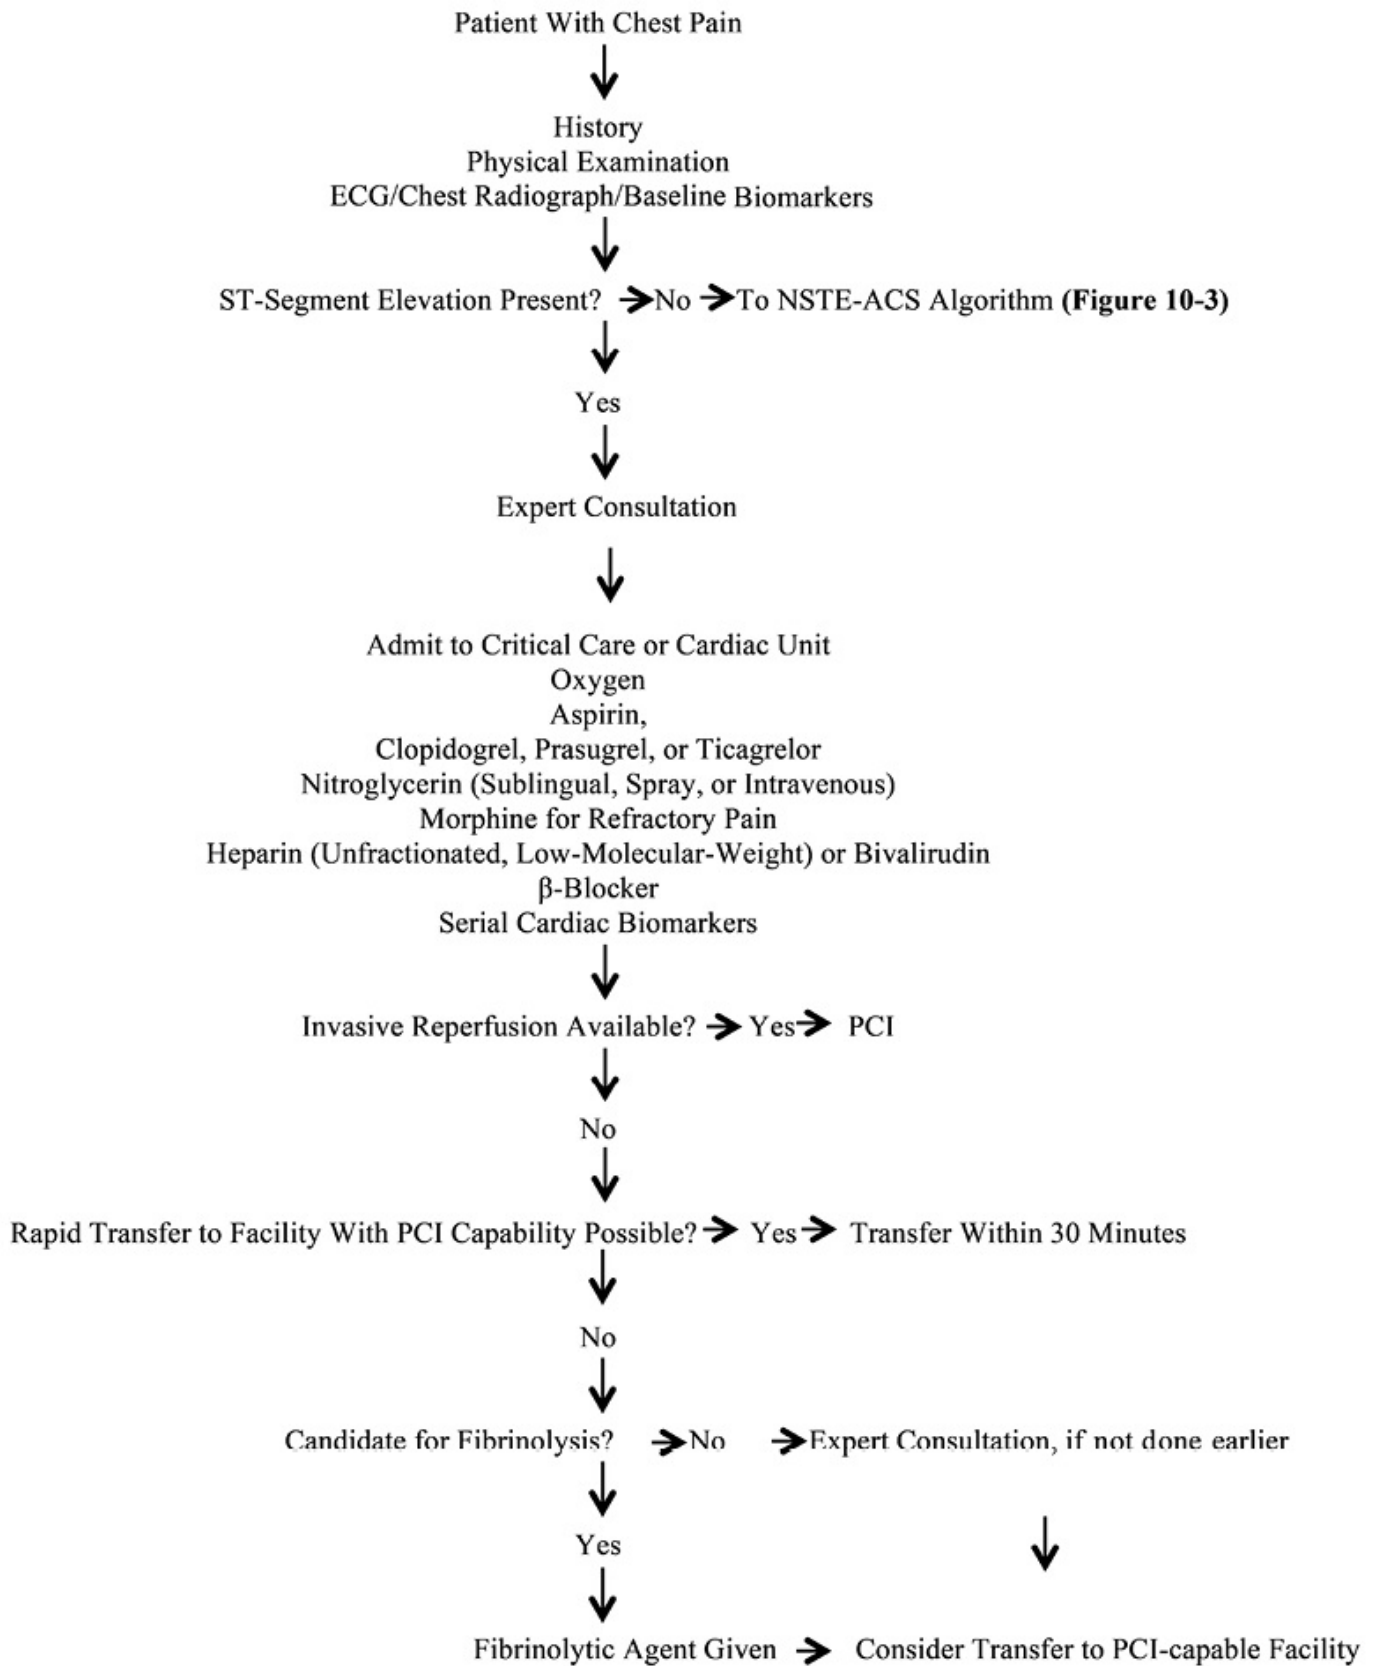 Patient With Chest Pain
History
Physical Examination
ECG/Chest Radiograph/Baseline Biomarkers
ST-Segment Elevation Present? No To NSTE-ACS Algorithm (Figure 10-3)
Yes
Expert Consultation
Admit to Critical Care or Cardiac Unit
Oxygen
Aspirin,
Clopidogrel, Prasugrel, or Ticagrelor
Nitroglycerin (Sublingual, Spray, or Intravenous)
Morphine for Refractory Pain
Heparin (Unfractionated, Low-Molecular-Weight) or Bivalirudin
β-Blocker
Serial Cardiac Biomarkers
Invasive Reperfusion Available? Yes PCI
No
Rapid Transfer to Facility With PCI Capability Possible? Yes Transfer Within 30 Minutes
No
Candidate for Fibrinolysis? No Expert Consultation, if not done earlier
Yes
Fibrinolytic Agent Given Consider Transfer to PCI-capable Facility